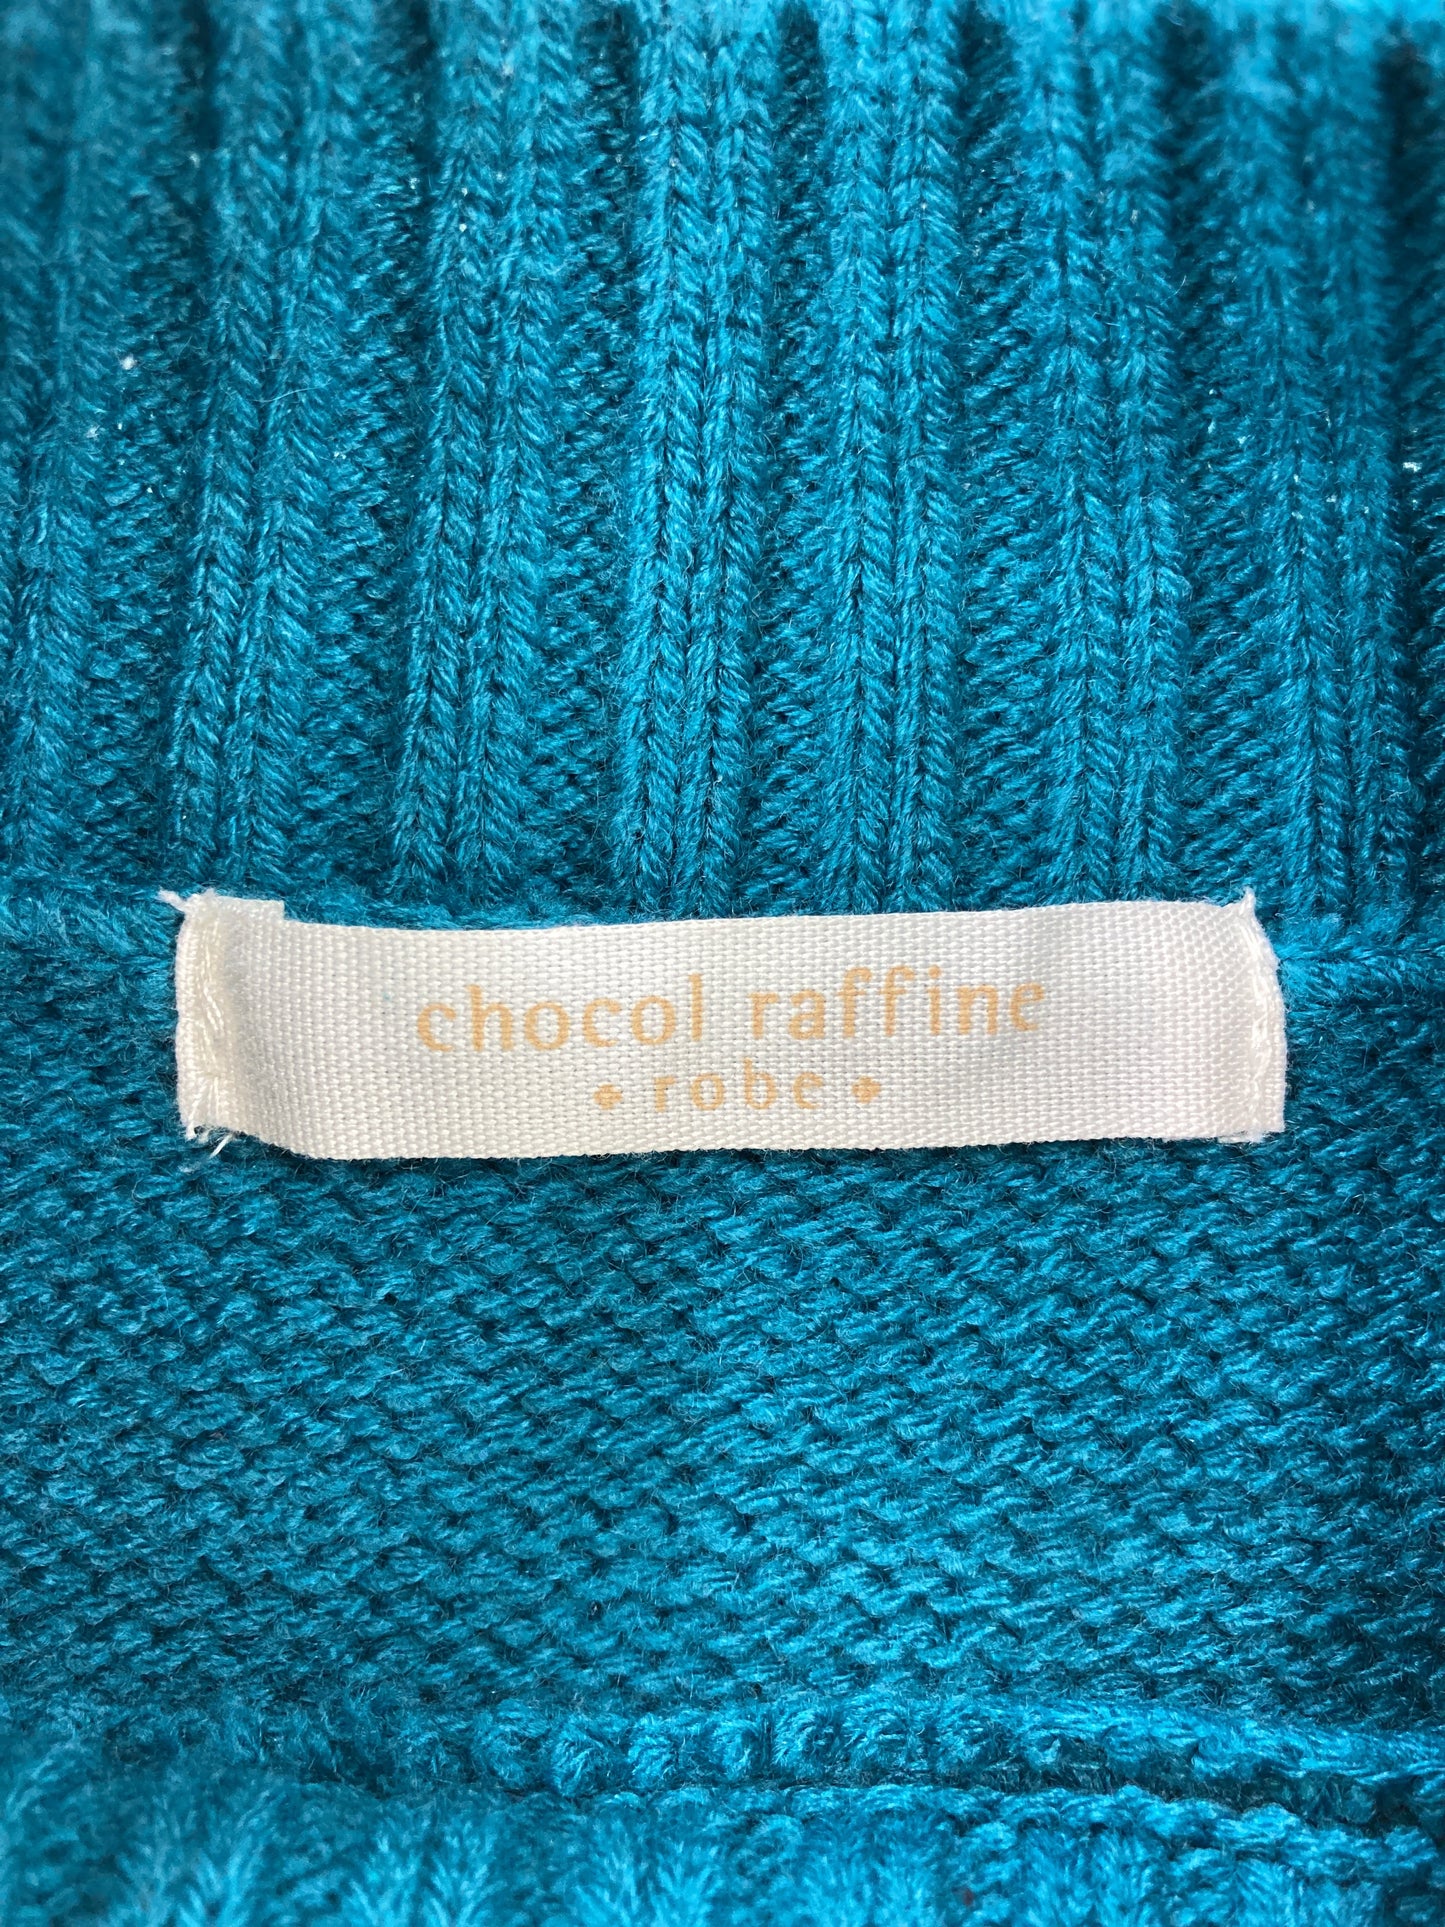 chocol raffine
• robe •